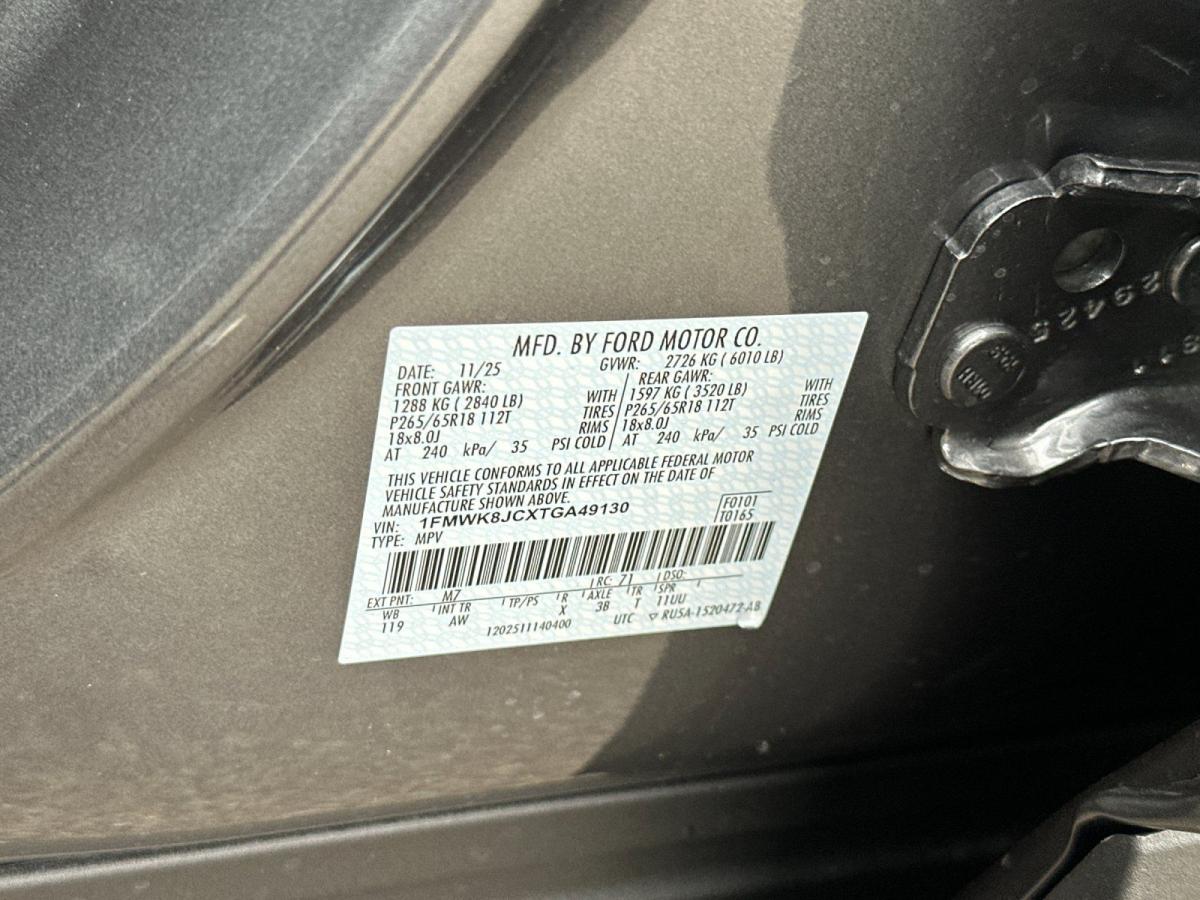 MFD. BY FORD MOTOR CO.
DATE: 11/25 GVWR: 2726 KG ( 6010 LB)
FRONT GAWR: REAR GAWR:
1288 KG ( 2840 LB) WITH 1597 KG ( 3520 LB) WITH
P265/65R18 112T TIRES P265/65R18 112T TIRES
18x8.0J RIMS 18x8.0J RIMS
AT 240 kPa/ 35 PSI COLD AT 240 kPa/ 35 PSI COLD
THIS VEHICLE CONFORMS TO ALL APPLICABLE FEDERAL MOTOR
VEHICLE SAFETY STANDARDS IN EFFECT ON THE DATE OF
MANUFACTURE SHOWN ABOVE.
VIN: 1FMWK8JCXTGA49130 F0101
TYPE: MPV T0165
EXT PNT: M7 RC: 71 DSO:
WB INT TR TP/PS R AXLE TR SPR
119 AW X 3B T 11UU
1202511140400 UTC ▽ RU5A-1520472-AB
29425